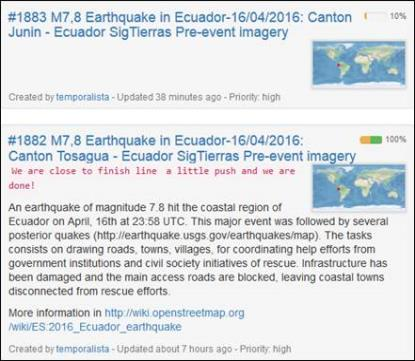 #1883 M7,8 Earthquake in Ecuador-16/04/2016: Canton
Junin - Ecuador SigTierras Pre-event imagery
10%
Created by temporalista - Updated 38 minutes ago - Priority: high
#1882 M7,8 Earthquake in Ecuador-16/04/2016:
Canton Tosagua - Ecuador SigTierras Pre-event imagery
100%
We are close to finish line a little push and we are
done!
An earthquake of magnitude 7.8 hit the coastal region of
Ecuador on April, 16th at 23:58 UTC. This major event was followed by several
posterior quakes (http://earthquake.usgs.gov/earthquakes/map). The tasks
consists on drawing roads, towns, villages, for coordinating help efforts from
government institutions and civil society initiatives of rescue. Infrastructure has
been damaged and the main access roads are blocked, leaving coastal towns
disconnected from rescue efforts.
More information in http://wiki.openstreetmap.org
/wiki/ES:2016_Ecuador_earthquake
Created by temporalista - Updated about 7 hours ago - Priority: high